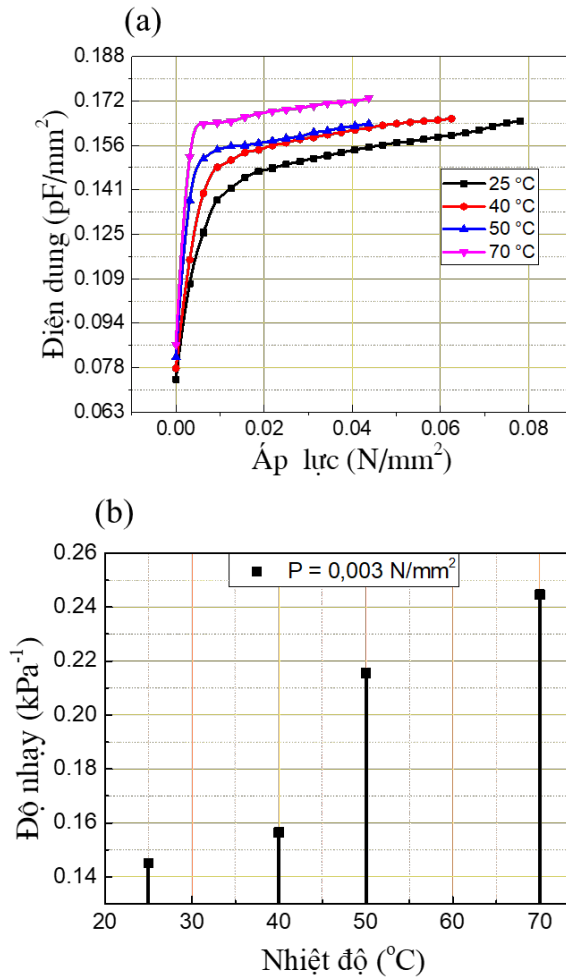 (a)
0.188
0.172
0.156
0.141
0.125
0.109
0.094
0.078
0.063
Điện dung (pF/mm²)
25 °C
40 °C
50 °C
70 °C
0.00
0.02
0.04
0.06
0.08
Áp lực (N/mm²)
(b)
P = 0,003 N/mm²
0.26
0.24
0.22
0.20
0.18
0.16
0.14
Độ nhạy (kPa⁻¹)
20
30
40
50
60
70
Nhiệt độ (°C)